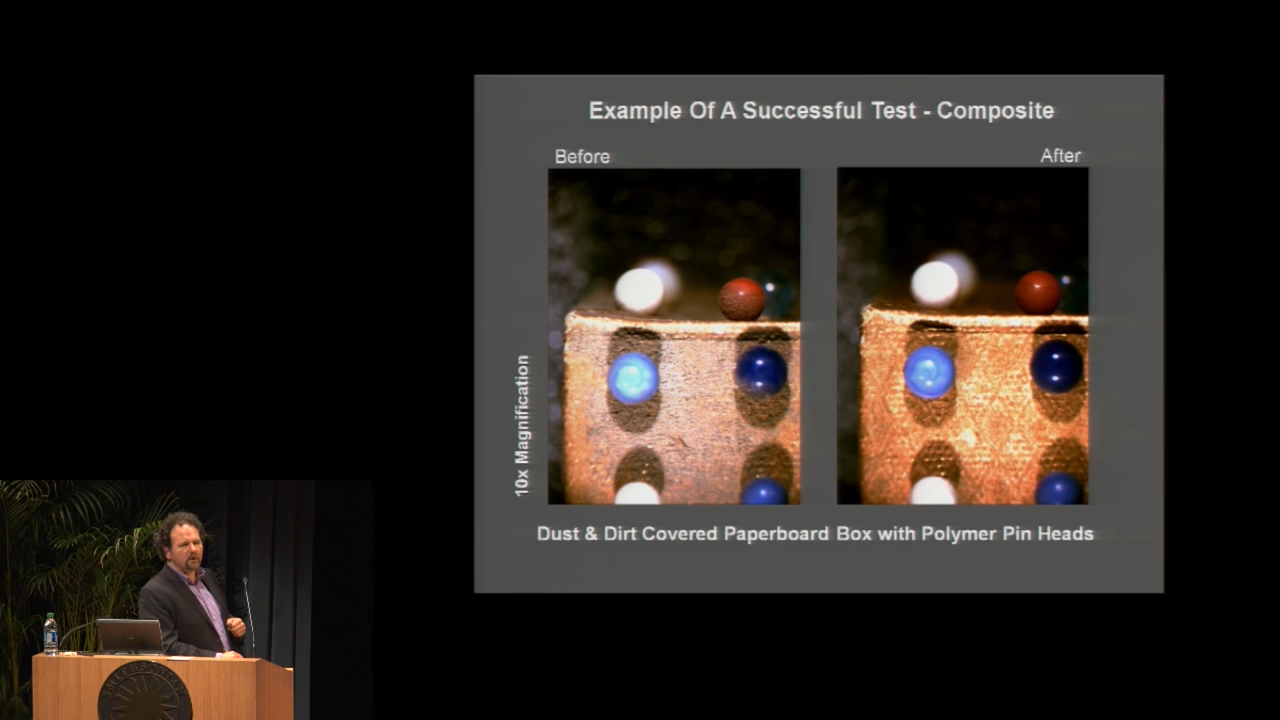 Example Of A Successful Test - Composite
Before
After
10x Magnification
Dust & Dirt Covered Paperboard Box with Polymer Pin Heads